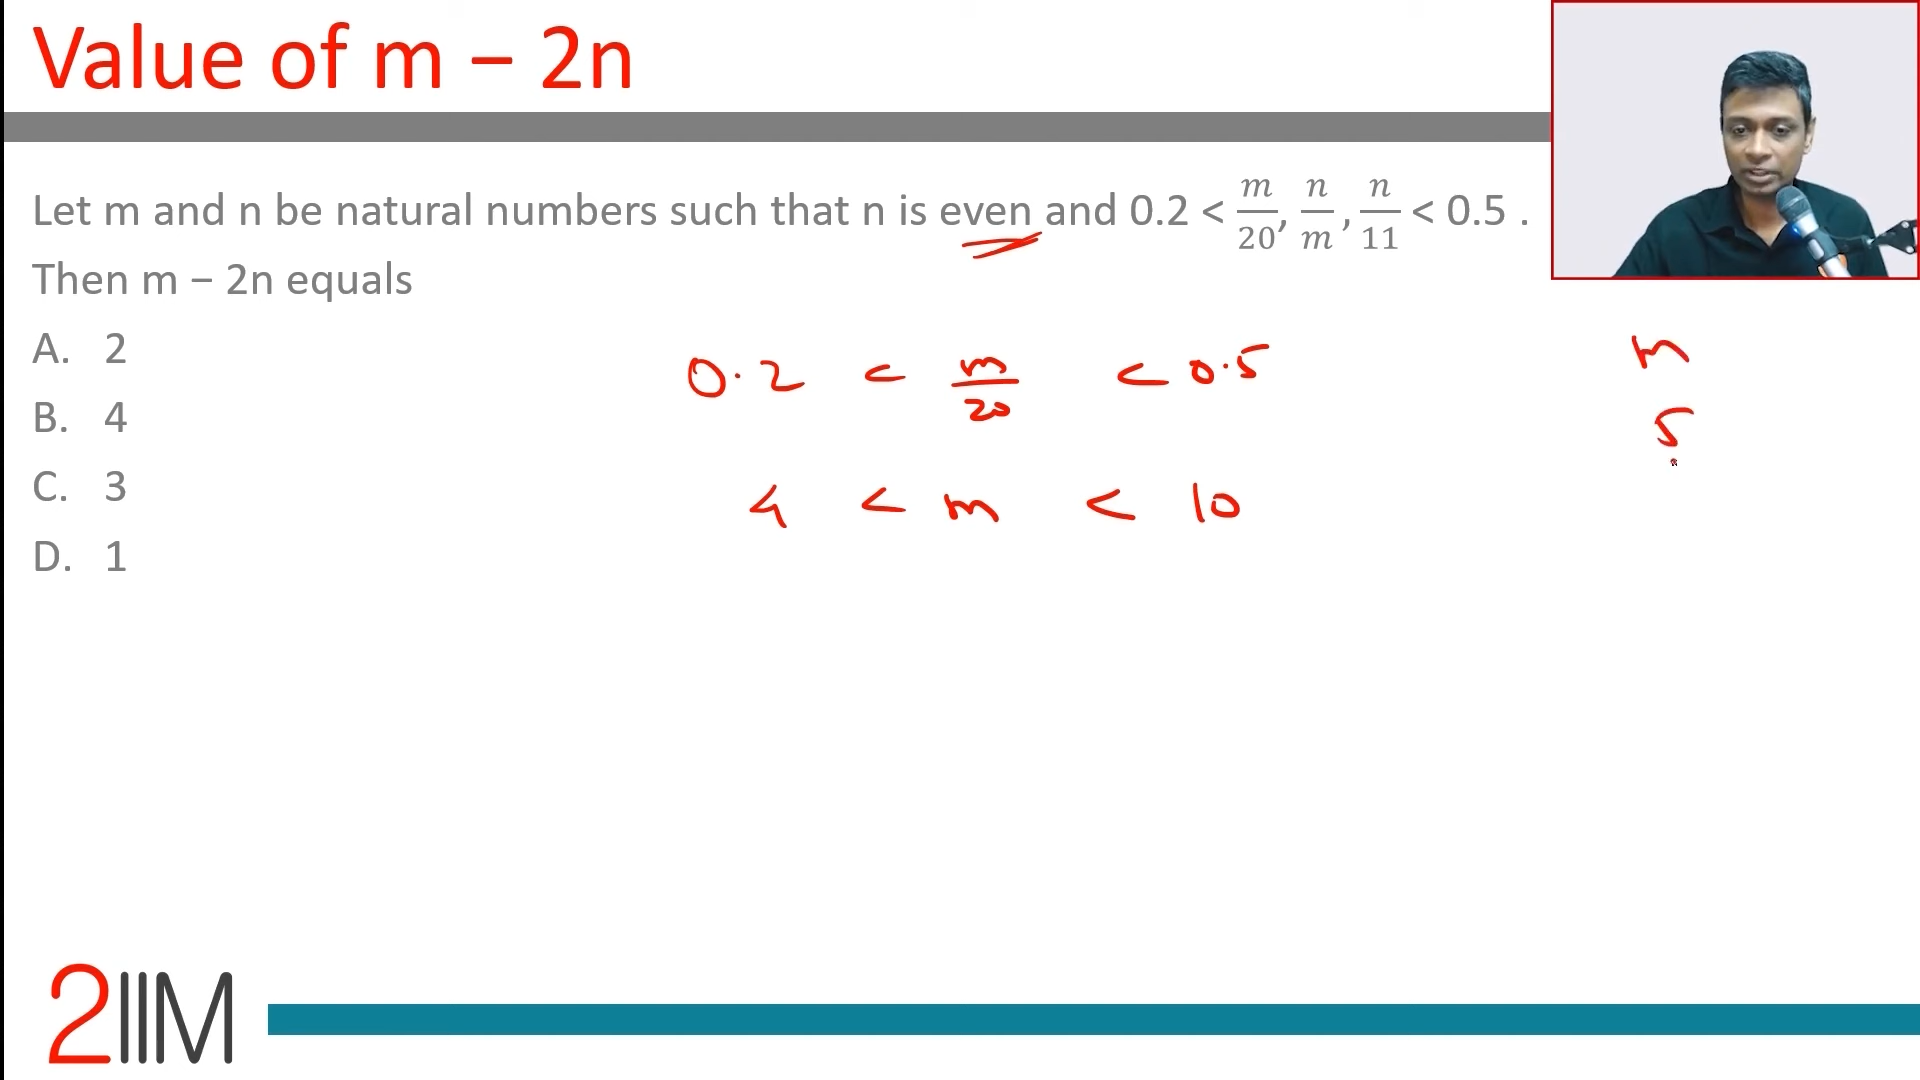 Value of m − 2n
Let m and n be natural numbers such that n is even and 0.2 < m/20, n/m, n/11 < 0.5 .
Then m − 2n equals
A. 2
B. 4
C. 3
D. 1
0.2 < m/20 < 0.5
4 < m < 10
m
5
2IIM